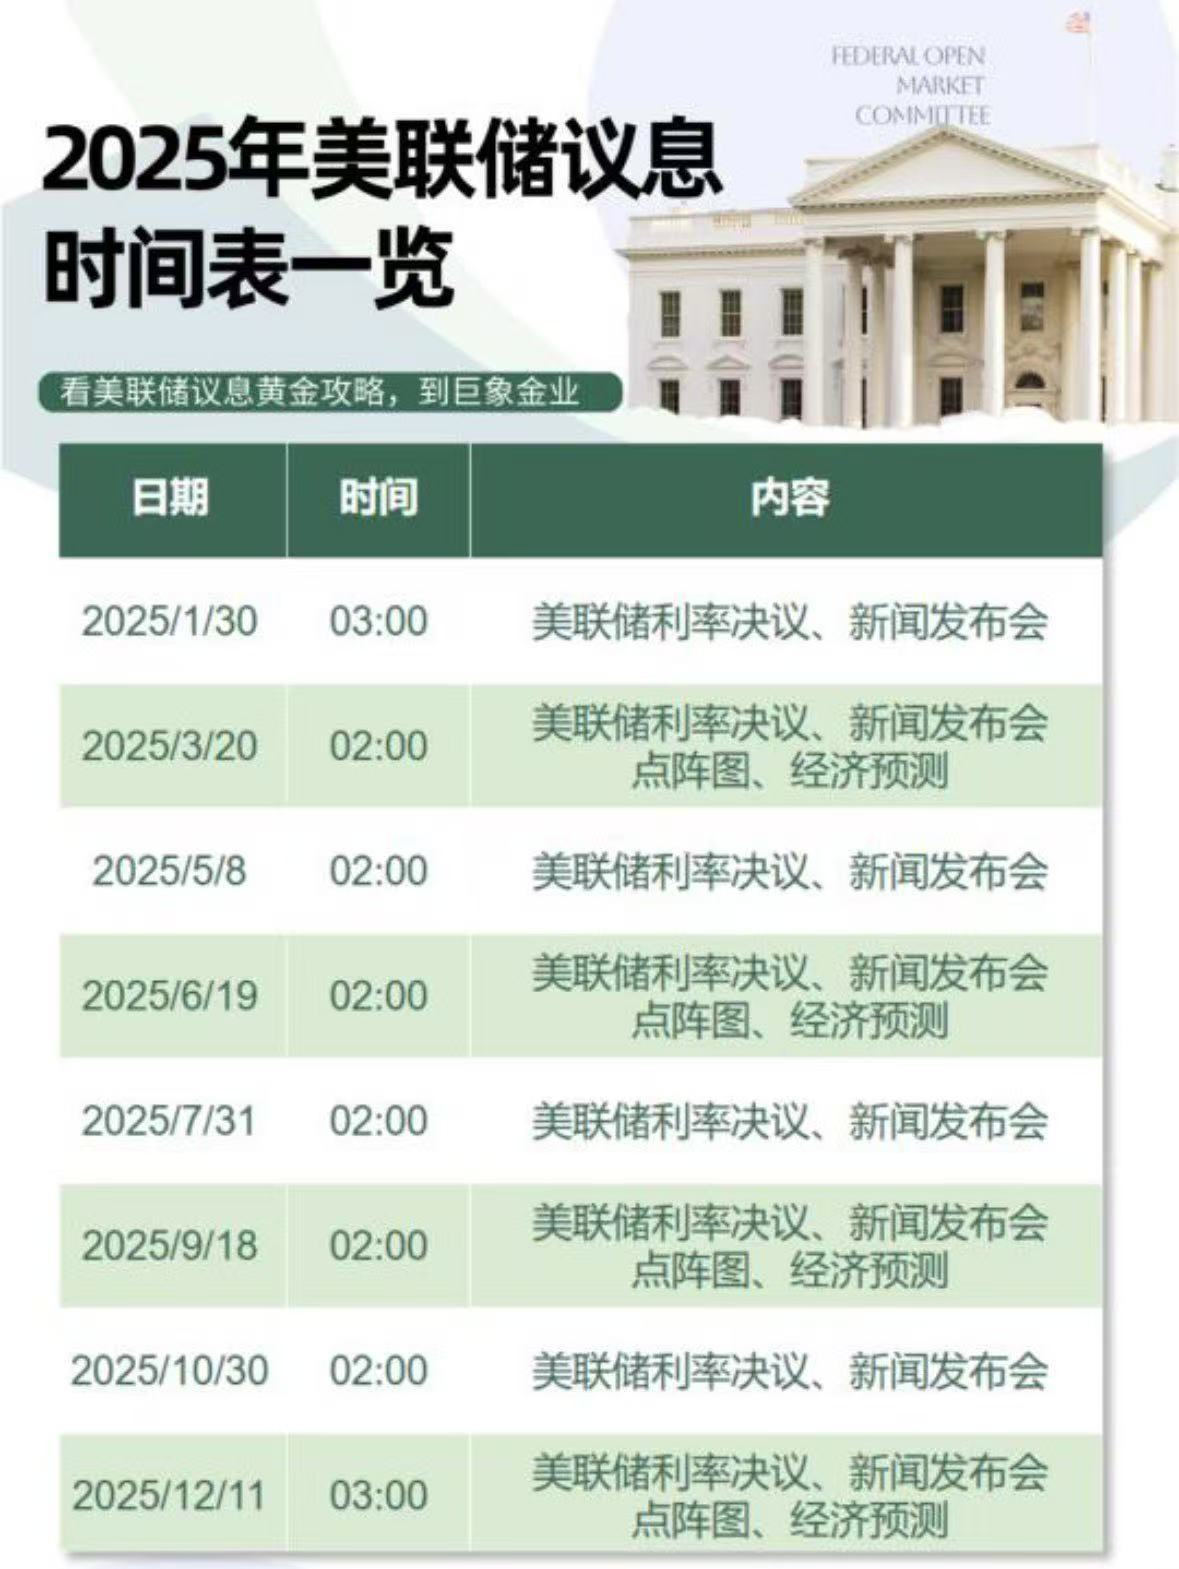 FEDERAL OPEN
MARKET
COMMITTEE
2025年美联储议息
时间表一览
看美联储议息黄金攻略，到巨象金业
日期 时间 内容
2025/1/30 03:00 美联储利率决议、新闻发布会
2025/3/20 02:00 美联储利率决议、新闻发布会
点阵图、经济预测
2025/5/8 02:00 美联储利率决议、新闻发布会
2025/6/19 02:00 美联储利率决议、新闻发布会
点阵图、经济预测
2025/7/31 02:00 美联储利率决议、新闻发布会
2025/9/18 02:00 美联储利率决议、新闻发布会
点阵图、经济预测
2025/10/30 02:00 美联储利率决议、新闻发布会
2025/12/11 03:00 美联储利率决议、新闻发布会
点阵图、经济预测